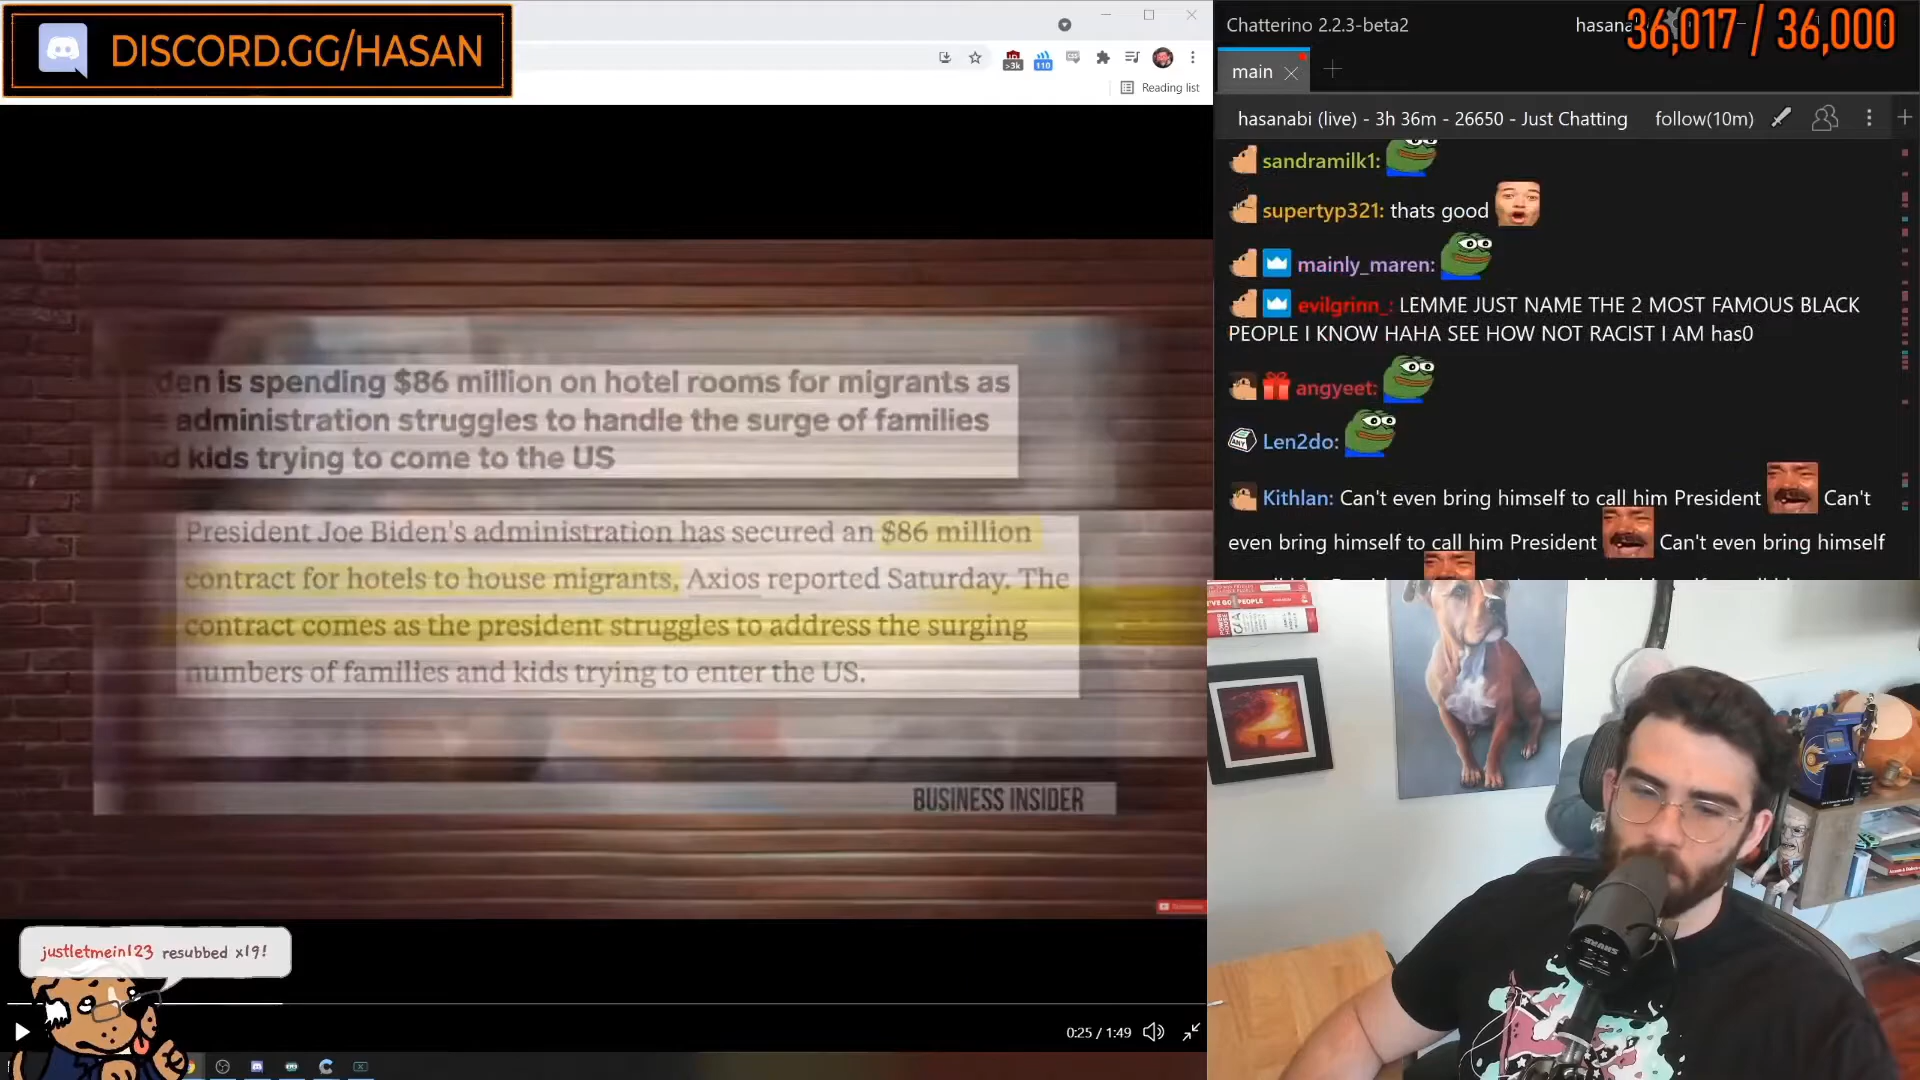 DISCORD.GG/HASAN
>3k
110
Reading list
den is spending $86 million on hotel rooms for migrants as
administration struggles to handle the surge of families
d kids trying to come to the US
President Joe Biden's administration has secured an $86 million
contract for hotels to house migrants, Axios reported Saturday. The
contract comes as the president struggles to address the surging
numbers of families and kids trying to enter the US.
BUSINESS INSIDER
justletmein123 resubbed x19!
0:25 / 1:49
Chatterino 2.2.3-beta2
hasana
36,017 / 36,000
main
hasanabi (live) - 3h 36m - 26650 - Just Chatting
follow(10m)
sandramilk1:
supertyp321: thats good
mainly_maren:
evilgrinn_: LEMME JUST NAME THE 2 MOST FAMOUS BLACK
PEOPLE I KNOW HAHA SEE HOW NOT RACIST I AM has0
angyeet:
ANY
Len2do:
Kithlan: Can't even bring himself to call him President Can't
even bring himself to call him President Can't even bring himself